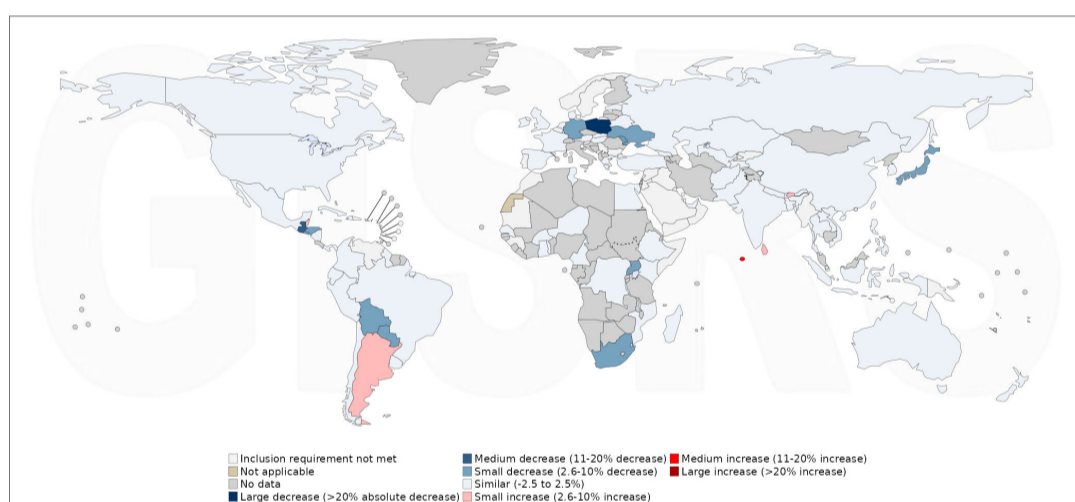 GISRS
Inclusion requirement not met
Not applicable
No data
Large decrease (>20% absolute decrease)
Medium decrease (11-20% decrease)
Small decrease (2.6-10% decrease)
Similar (-2.5 to 2.5%)
Small increase (2.6-10% increase)
Medium increase (11-20% increase)
Large increase (>20% increase)